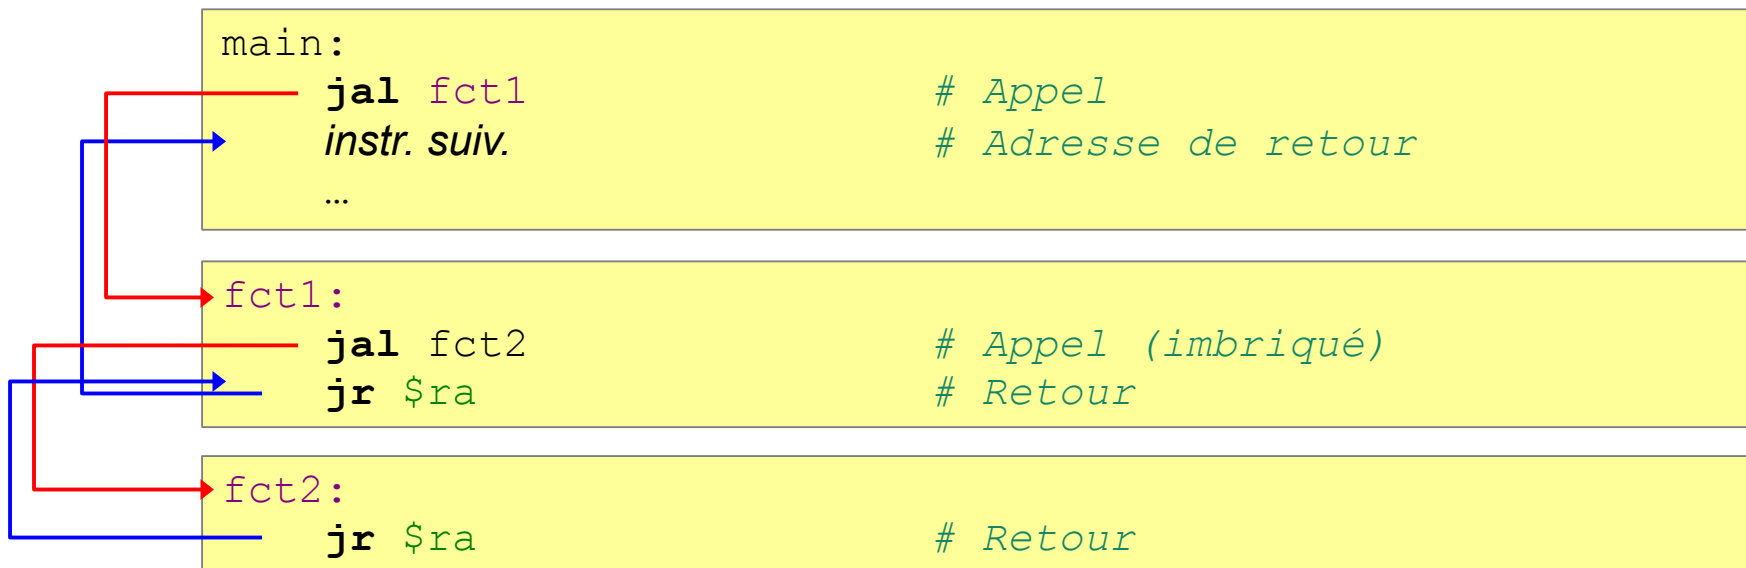 main:
jal fct1 # Appel
instr. suiv. # Adresse de retour
…
fct1:
jal fct2 # Appel (imbriqué)
jr $ra # Retour
fct2:
jr $ra # Retour